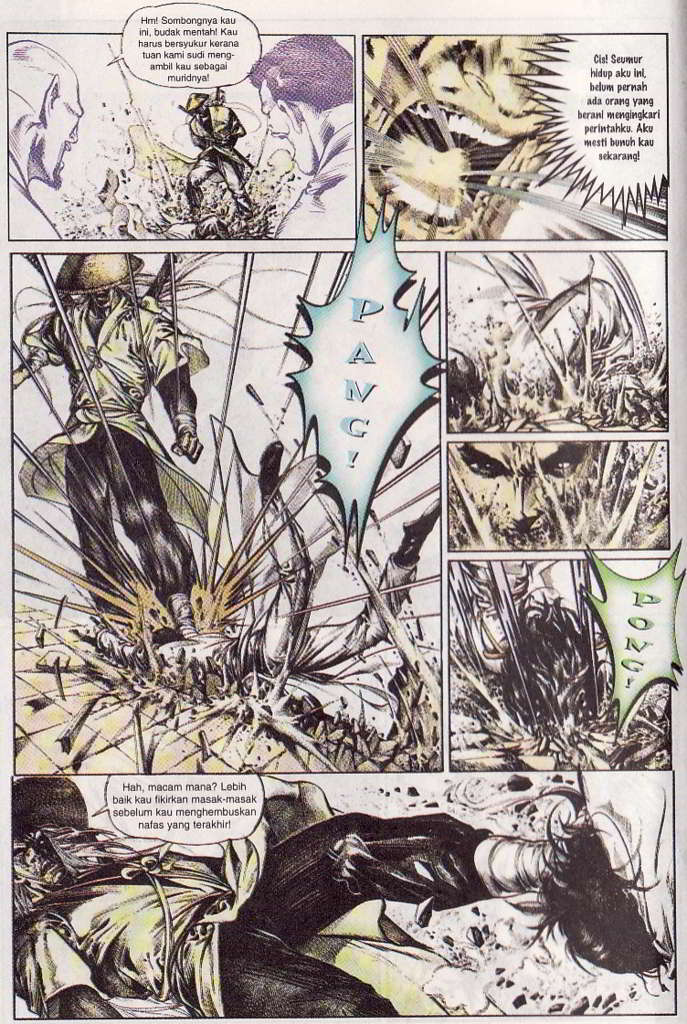 Hm! Sombongnya kau
ini, budak mentah! Kau
harus bersyukur kerana
tuan kami sudi meng-
ambil kau sebagai
muridnya!
Cis! Seumur
hidup aku ini,
belum pernah
ada orang yang
berani mengingkari
perintahku. Aku
mesti bunuh kau
sekarang!
PANG!
PONG!
Hah, macam mana? Lebih
baik kau fikirkan masak-masak
sebelum kau menghembuskan
nafas yang terakhir!